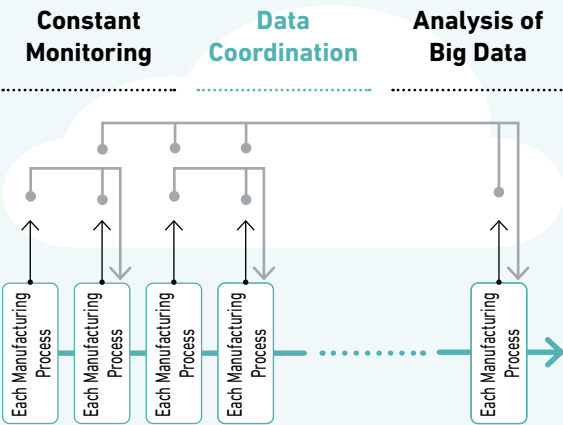 Constant
Monitoring
Data
Coordination
Analysis of
Big Data
Each Manufacturing
Process
Each Manufacturing
Process
Each Manufacturing
Process
Each Manufacturing
Process
Each Manufacturing
Process